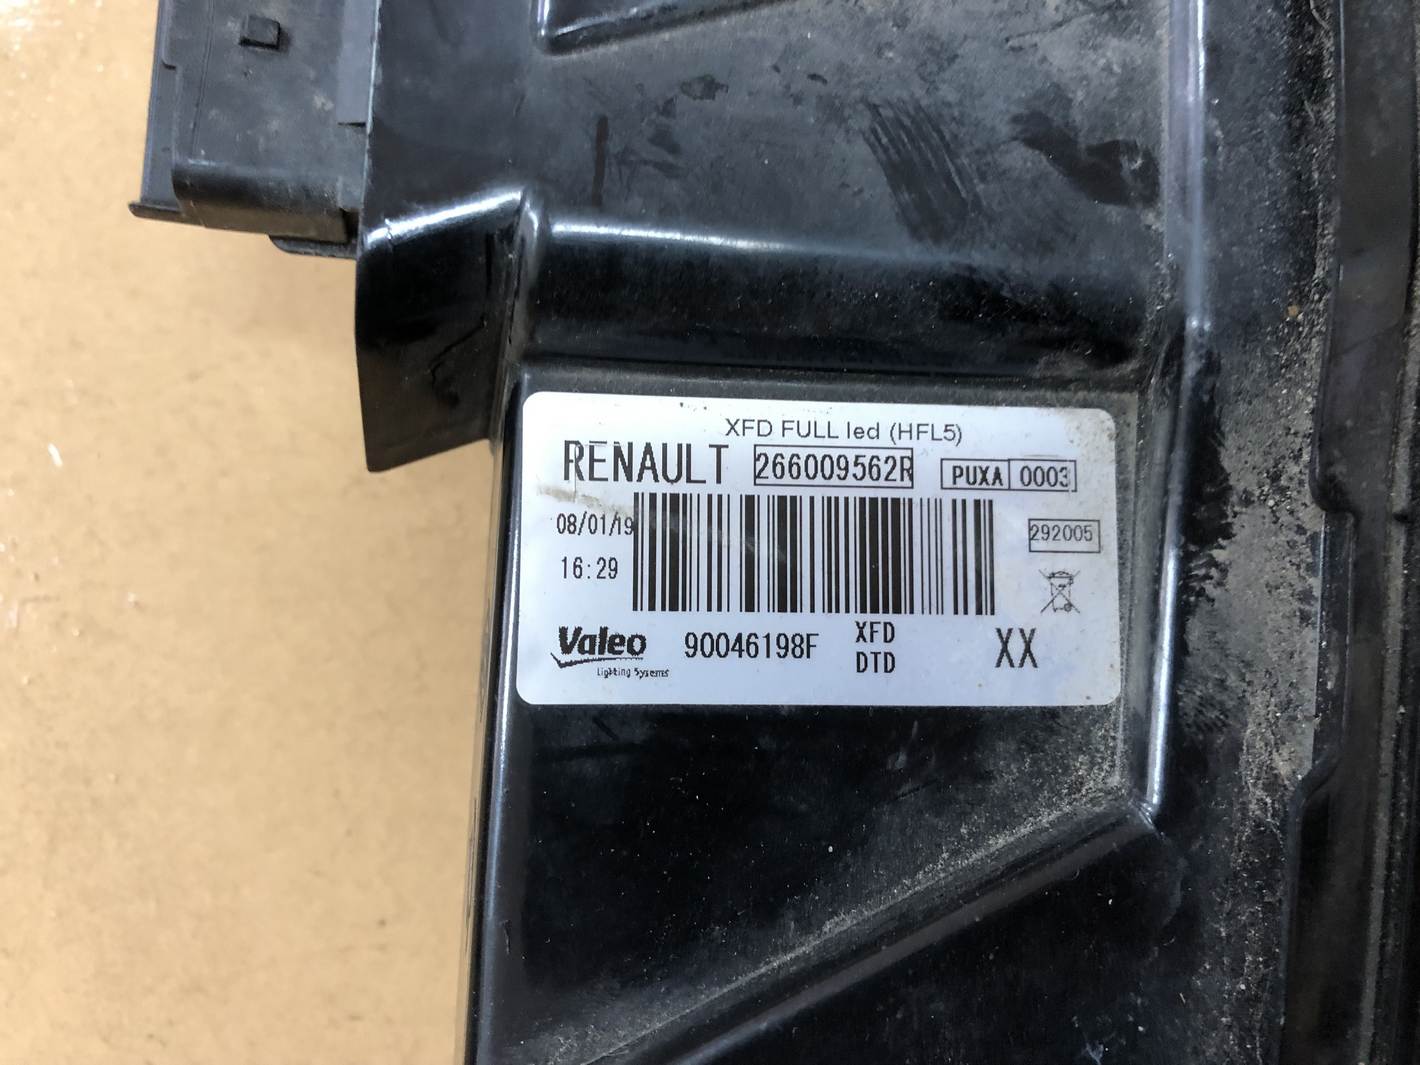 XFD FULL led (HFL5)
RENAULT 266009562R PUXA 0003
08/01/19
292005
16:29
Valeo 90046198F XFD XX
Lighting Systems DTD